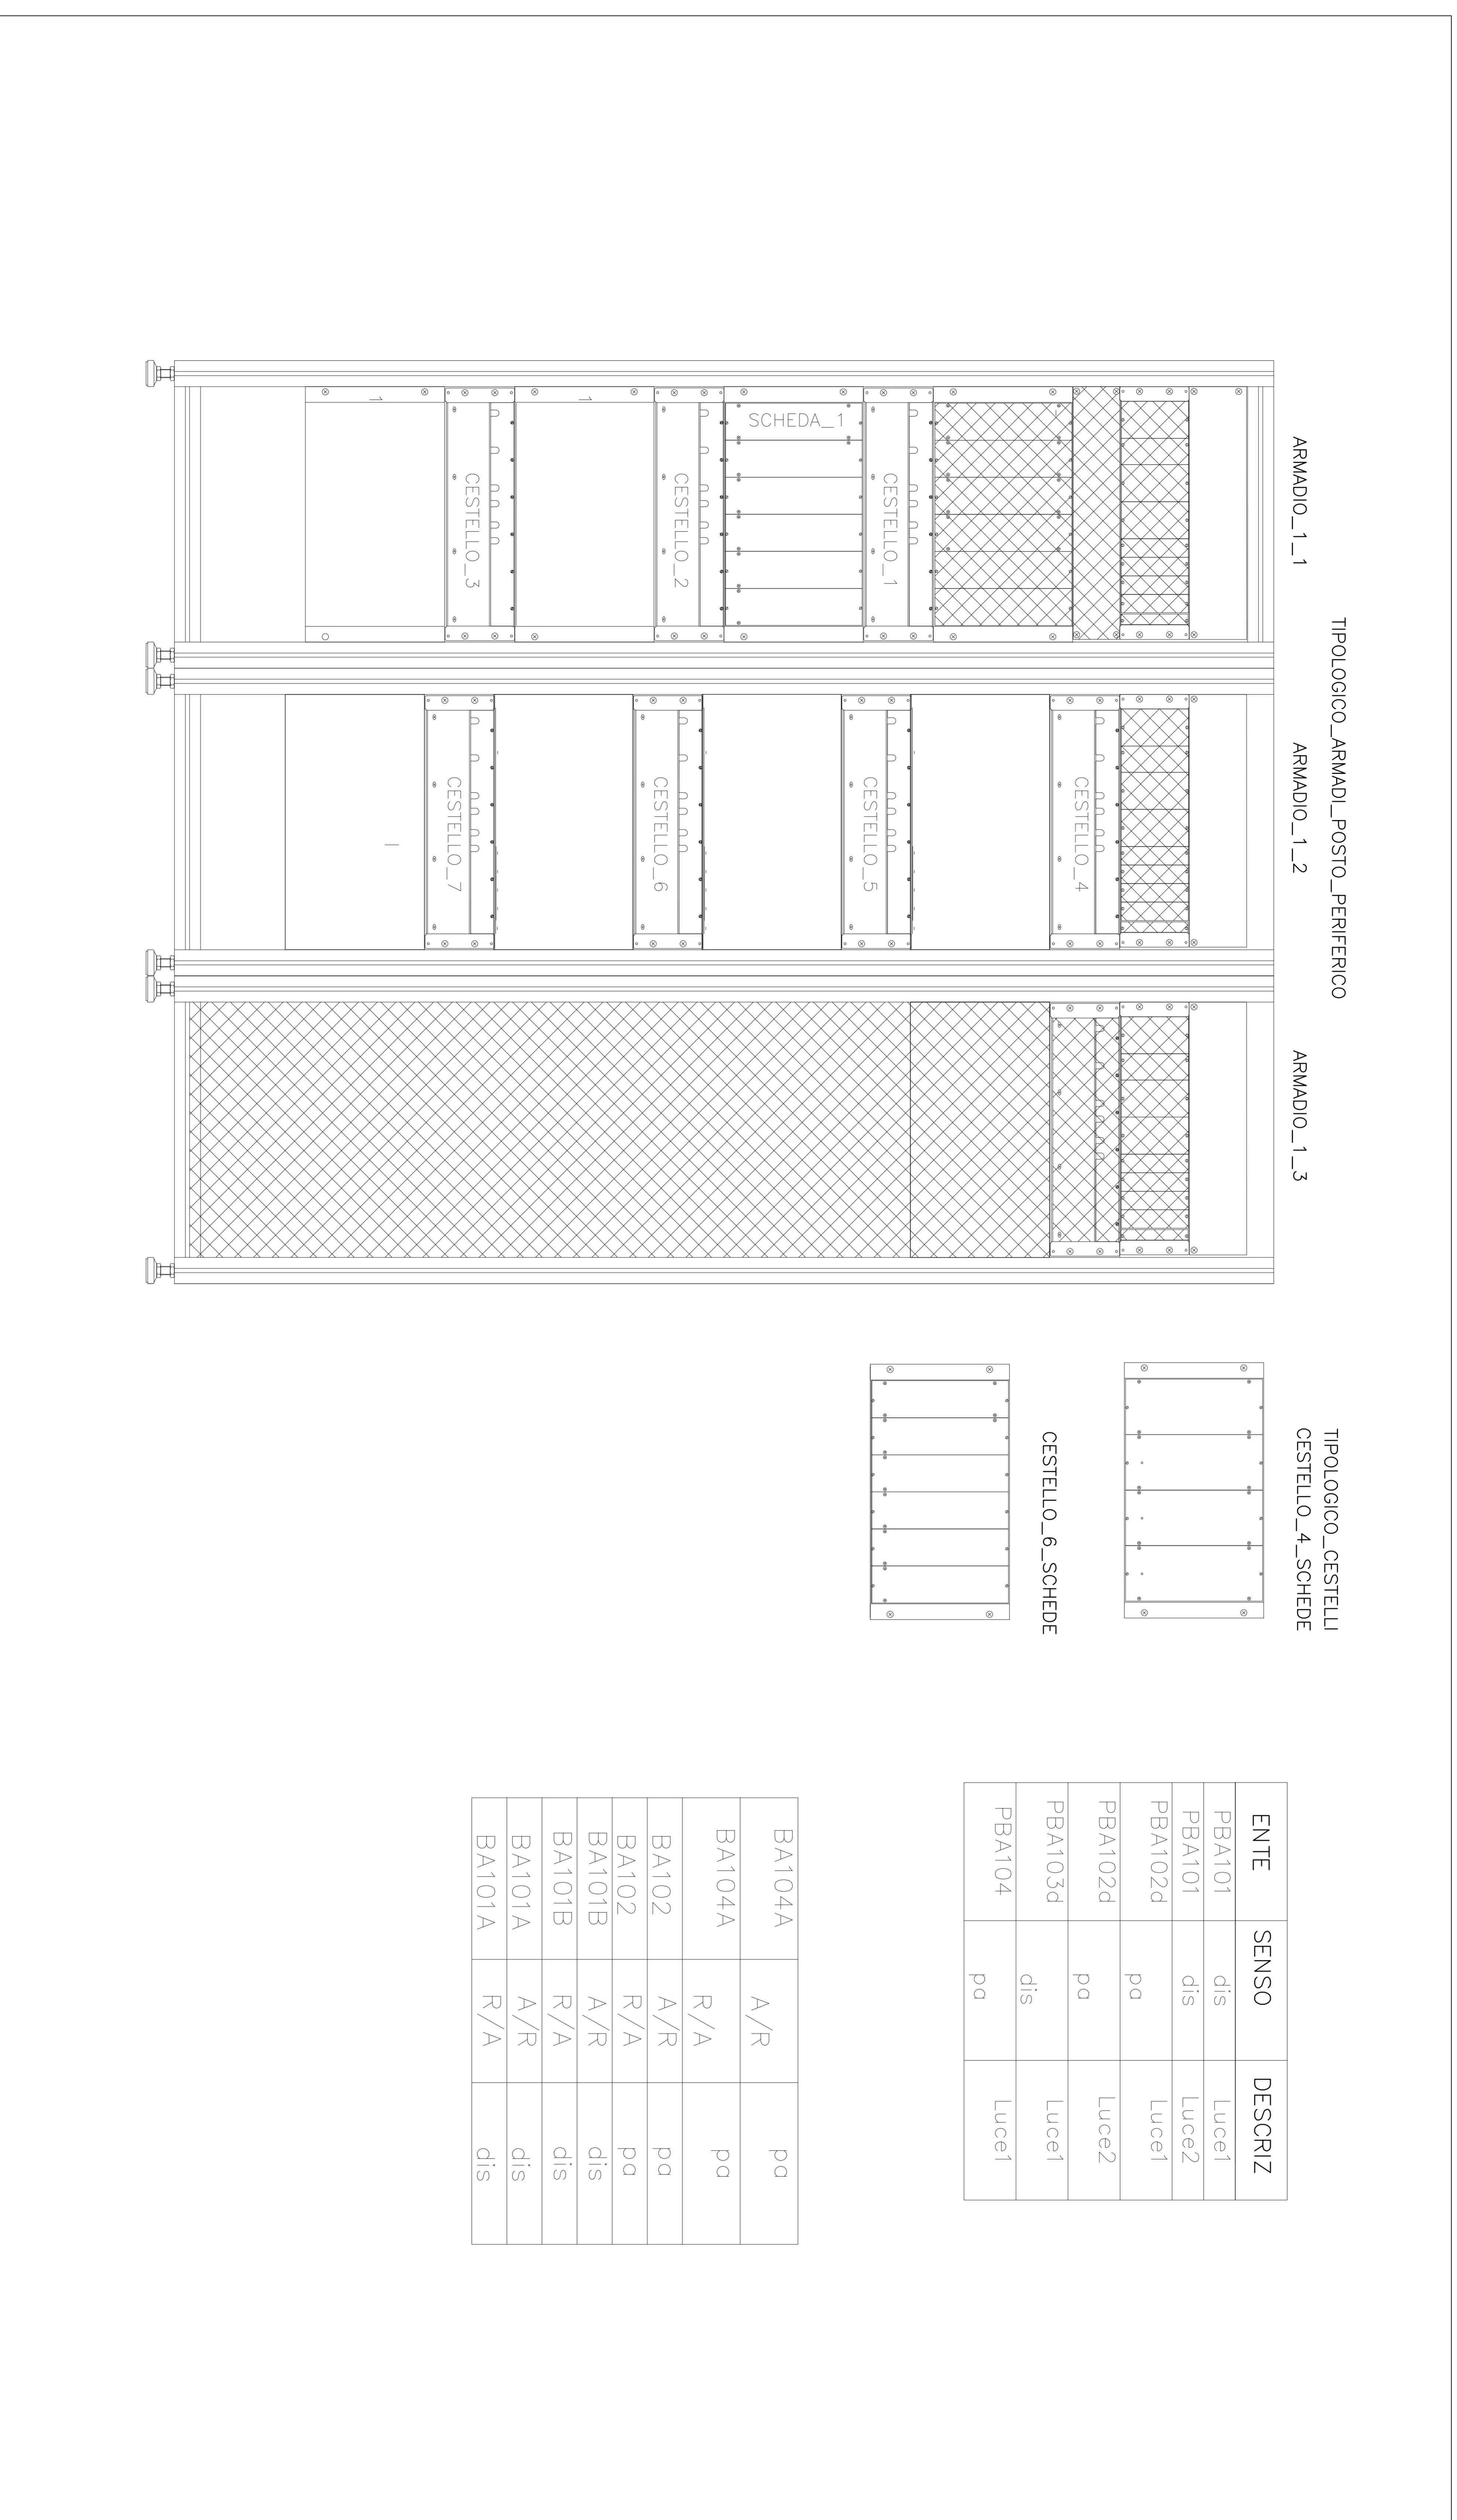 TIPOLOGICO_ARMADI_POSTO_PERIFERICO
ARMADIO_1_1
ARMADIO_1_2
ARMADIO_1_3
SCHEDA_1
CESTELLO_1
CESTELLO_2
CESTELLO_3
1
1
CESTELLO_4
CESTELLO_5
CESTELLO_6
CESTELLO_7
TIPOLOGICO_CESTELLI
CESTELLO_4_SCHEDE
CESTELLO_6_SCHEDE
ENTE SENSO DESCRIZ
PBA101 dis Luce1
PBA101 dis Luce2
PBA102d pa Luce1
PBA102d pa Luce2
PBA103d dis Luce1
PBA104 pa Luce1
BA104A A/R pa
BA104A R/A pa
BA102 A/R pa
BA102 R/A pa
BA101B A/R dis
BA101B R/A dis
BA101A A/R dis
BA101A R/A dis